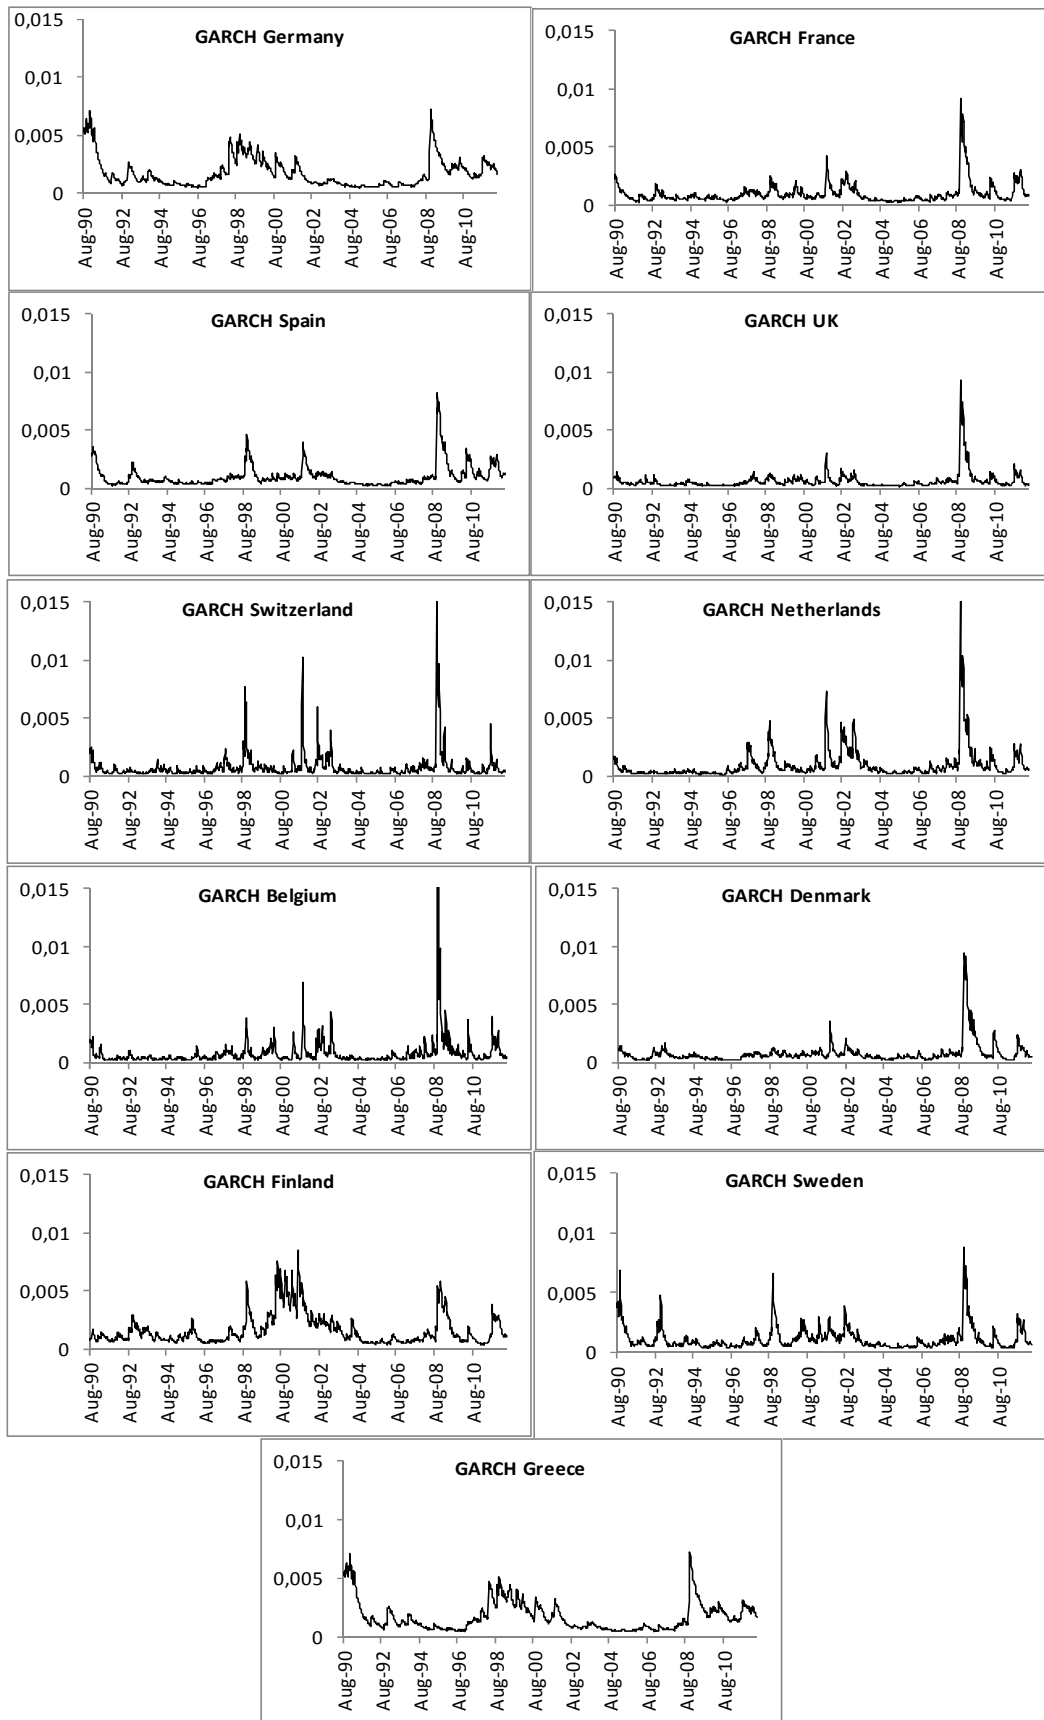 GARCH Germany
0,015
0,01
0,005
0
Aug-90
Aug-92
Aug-94
Aug-96
Aug-98
Aug-00
Aug-02
Aug-04
Aug-06
Aug-08
Aug-10
GARCH France
0,015
0,01
0,005
0
Aug-90
Aug-92
Aug-94
Aug-96
Aug-98
Aug-00
Aug-02
Aug-04
Aug-06
Aug-08
Aug-10
GARCH Spain
0,015
0,01
0,005
0
Aug-90
Aug-92
Aug-94
Aug-96
Aug-98
Aug-00
Aug-02
Aug-04
Aug-06
Aug-08
Aug-10
GARCH UK
0,015
0,01
0,005
0
Aug-90
Aug-92
Aug-94
Aug-96
Aug-98
Aug-00
Aug-02
Aug-04
Aug-06
Aug-08
Aug-10
GARCH Switzerland
0,015
0,01
0,005
0
Aug-90
Aug-92
Aug-94
Aug-96
Aug-98
Aug-00
Aug-02
Aug-04
Aug-06
Aug-08
Aug-10
GARCH Netherlands
0,015
0,01
0,005
0
Aug-90
Aug-92
Aug-94
Aug-96
Aug-98
Aug-00
Aug-02
Aug-04
Aug-06
Aug-08
Aug-10
GARCH Belgium
0,015
0,01
0,005
0
Aug-90
Aug-92
Aug-94
Aug-96
Aug-98
Aug-00
Aug-02
Aug-04
Aug-06
Aug-08
Aug-10
GARCH Denmark
0,015
0,01
0,005
0
Aug-90
Aug-92
Aug-94
Aug-96
Aug-98
Aug-00
Aug-02
Aug-04
Aug-06
Aug-08
Aug-10
GARCH Finland
0,015
0,01
0,005
0
Aug-90
Aug-92
Aug-94
Aug-96
Aug-98
Aug-00
Aug-02
Aug-04
Aug-06
Aug-08
Aug-10
GARCH Sweden
0,015
0,01
0,005
0
Aug-90
Aug-92
Aug-94
Aug-96
Aug-98
Aug-00
Aug-02
Aug-04
Aug-06
Aug-08
Aug-10
GARCH Greece
0,015
0,01
0,005
0
Aug-90
Aug-92
Aug-94
Aug-96
Aug-98
Aug-00
Aug-02
Aug-04
Aug-06
Aug-08
Aug-10